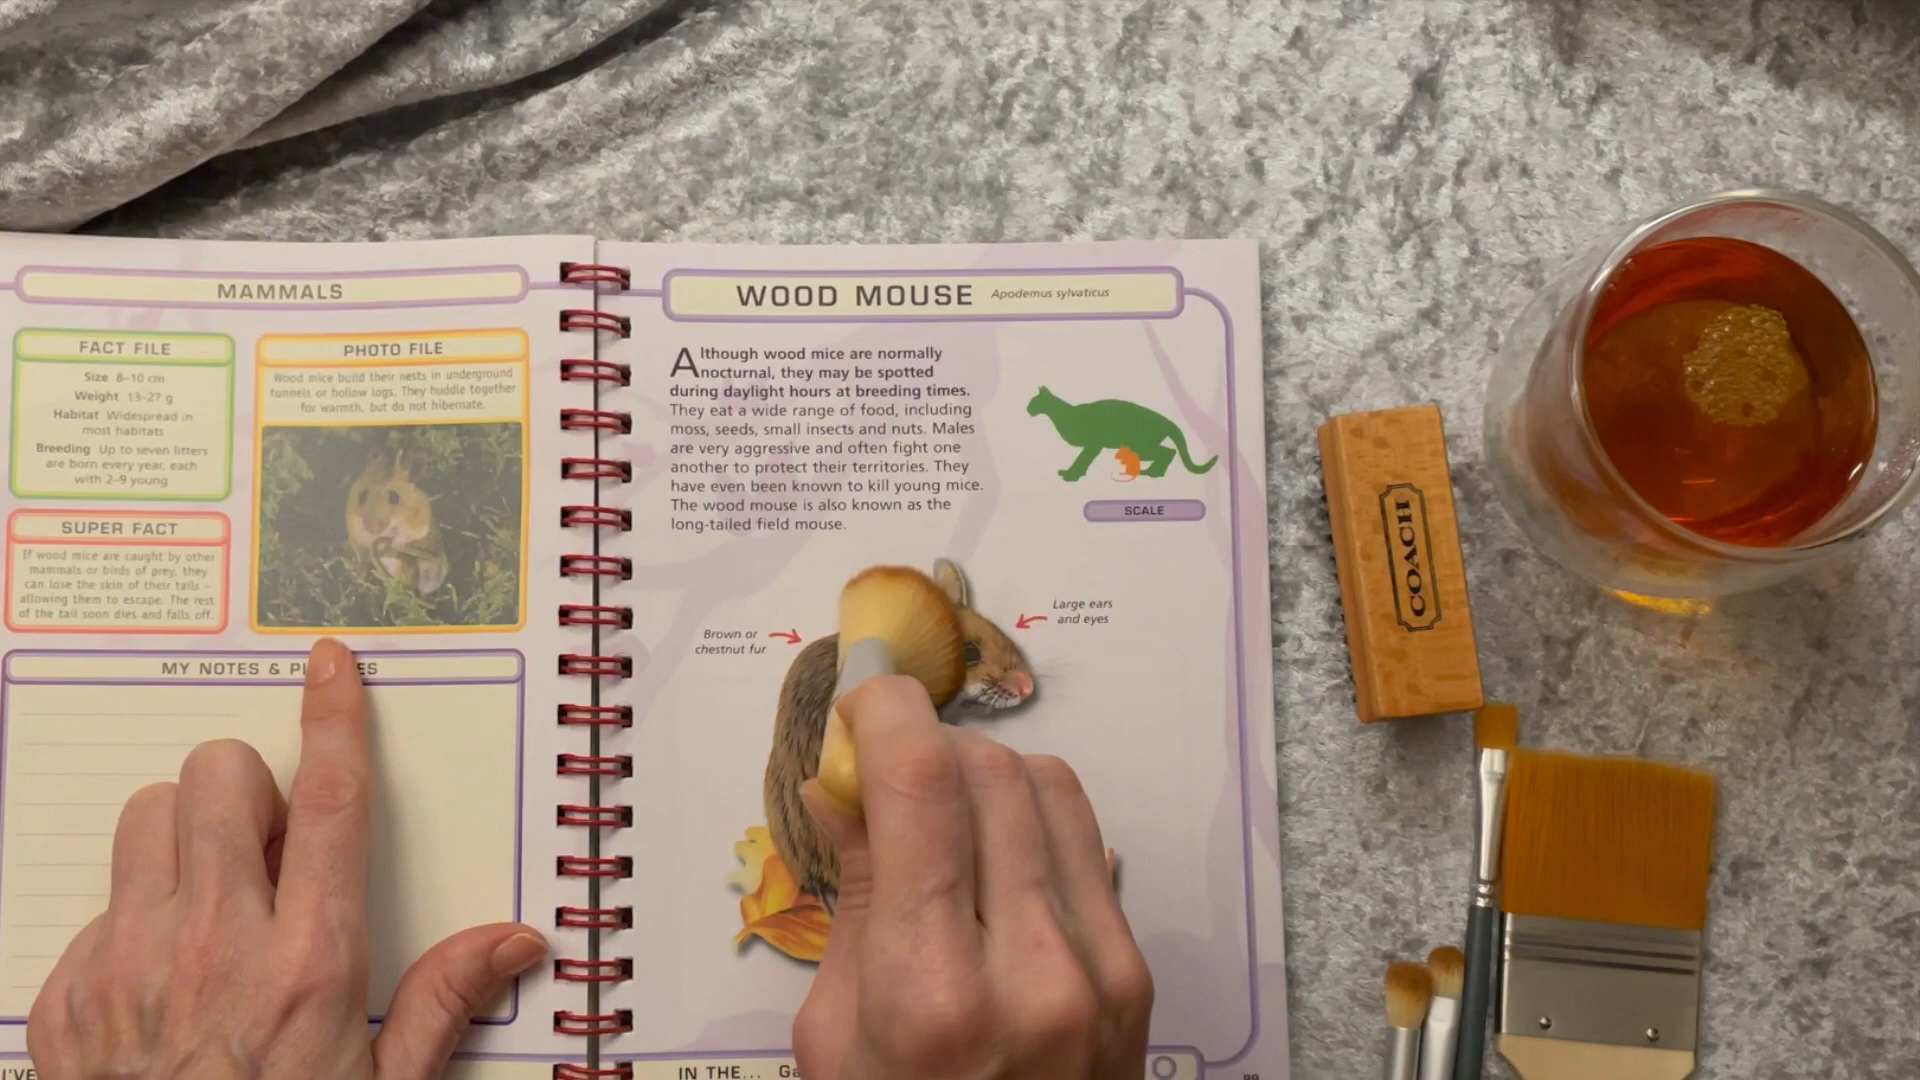 MAMMALS
FACT FILE
Size 8–10 cm
Weight 13–27 g
Habitat Widespread in
most habitats
Breeding Up to seven litters
are born every year, each
with 2–9 young
SUPER FACT
If wood mice are caught by other
mammals or birds of prey, they
can lose the skin of their tails –
allowing them to escape. The rest
of the tail soon dies and falls off.
PHOTO FILE
Wood mice build their nests in underground
tunnels or hollow logs. They huddle together
for warmth, but do not hibernate.
MY NOTES & P ES
I'VE
WOOD MOUSE Apodemus sylvaticus
Although wood mice are normally
nocturnal, they may be spotted
during daylight hours at breeding times.
They eat a wide range of food, including
moss, seeds, small insects and nuts. Males
are very aggressive and often fight one
another to protect their territories. They
have even been known to kill young mice.
The wood mouse is also known as the
long-tailed field mouse.
SCALE
Brown or
chestnut fur
Large ears
and eyes
IN THE... Ga
COACH